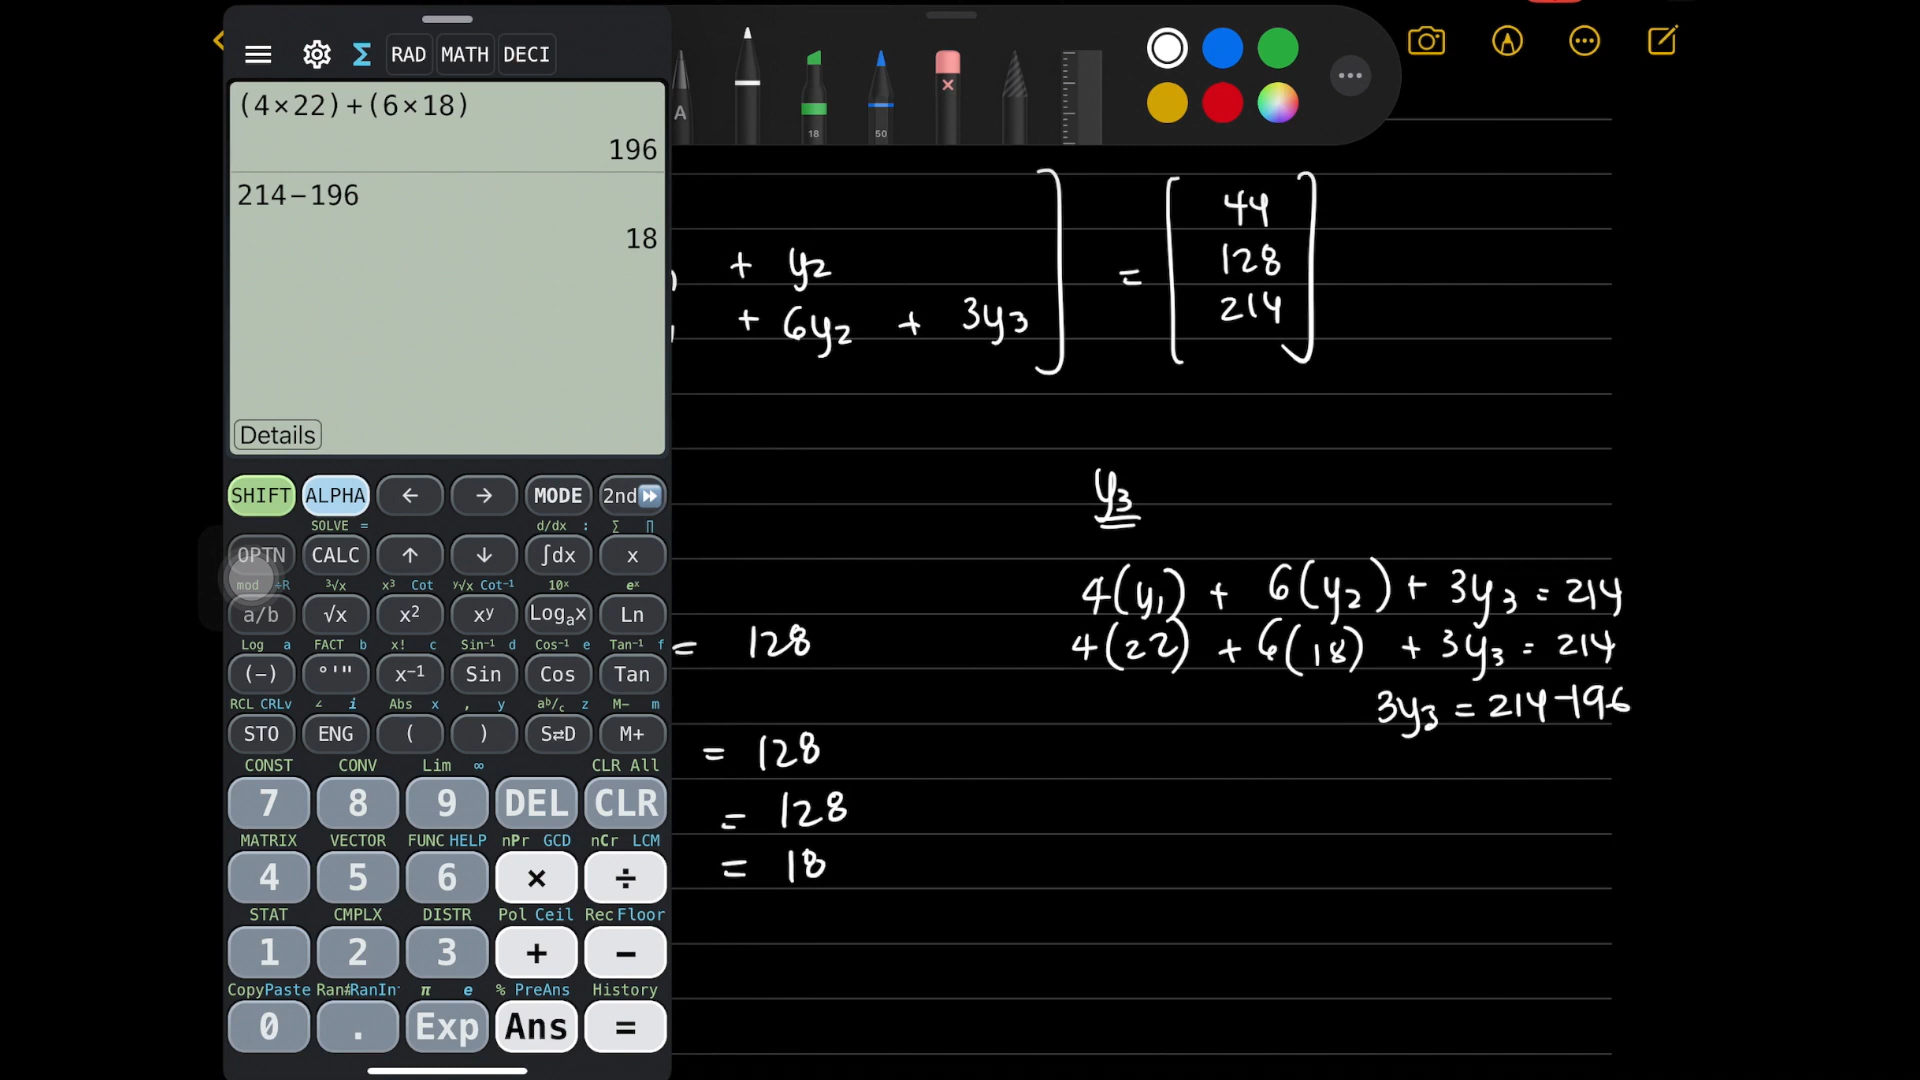 Σ RAD MATH DECI
(4×22)+(6×18)
196
214−196
18
Details
SHIFT ALPHA ← → MODE 2nd
SOLVE = d/dx : ∑ ∏
OPTN CALC ↑ ↓ ∫dx x
mod ÷R ³√x x³ Cot ʸ√x Cot⁻¹ 10ˣ eˣ
a/b √x x² xʸ Logₐx Ln
Log a FACT b x! c Sin⁻¹ d Cos⁻¹ e Tan⁻¹ f
(−) °'" x⁻¹ Sin Cos Tan
RCL CRLv ∠ i Abs x , y aᵇ/c z M− m
STO ENG ( ) S⇄D M+
CONST CONV Lim ∞ CLR All
7 8 9 DEL CLR
MATRIX VECTOR FUNC HELP nPr GCD nCr LCM
4 5 6 × ÷
STAT CMPLX DISTR Pol Ceil Rec Floor
1 2 3 + −
Copy Paste Ran# RanIn π e % PreAns History
0 . Exp Ans =
A 18 50
44
+ y₂ = 128
+ 6y₂ + 3y₃ 214
y₃
4(y₁) + 6(y₂) + 3y₃ = 214
= 128 4(22) + 6(18) + 3y₃ = 214
3y₃ = 214-196
= 128
= 128
= 18